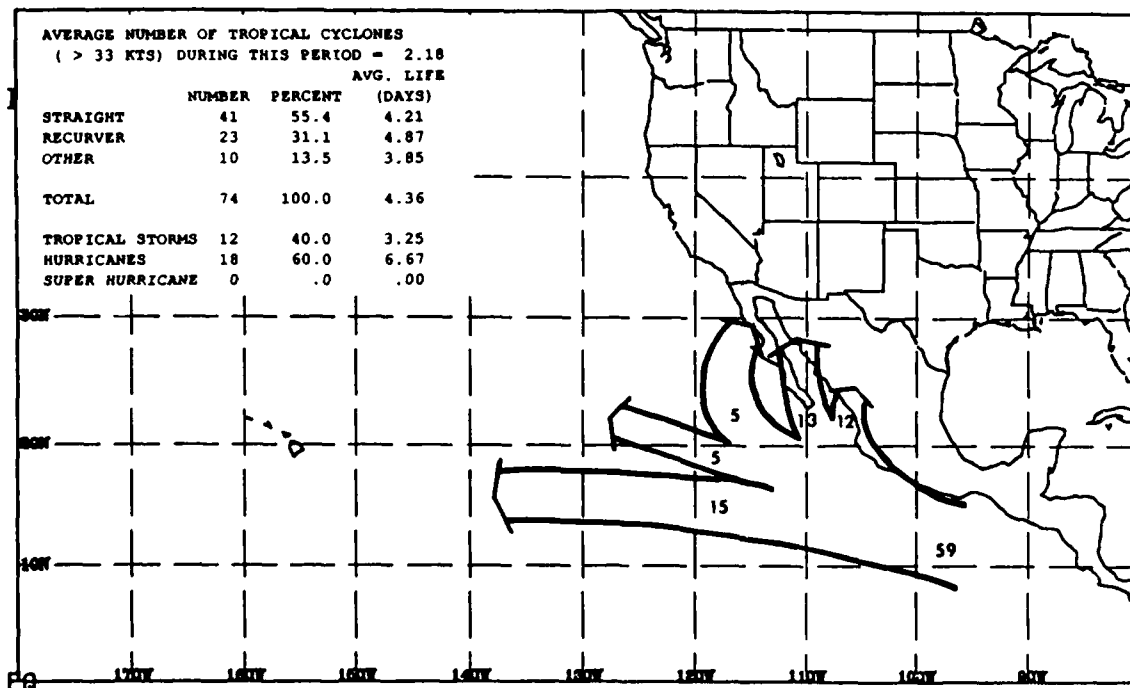 AVERAGE NUMBER OF TROPICAL CYCLONES
( > 33 KTS) DURING THIS PERIOD = 2.18
AVG. LIFE
NUMBER PERCENT (DAYS)
STRAIGHT 41 55.4 4.21
RECURVER 23 31.1 4.87
OTHER 10 13.5 3.85
TOTAL 74 100.0 4.36
TROPICAL STORMS 12 40.0 3.25
HURRICANES 18 60.0 6.67
SUPER HURRICANE 0 .0 .00
30N
5 13 12
20N
5
15
59
10N
170W 160W 150W 130W 120W 110W 100W 90W